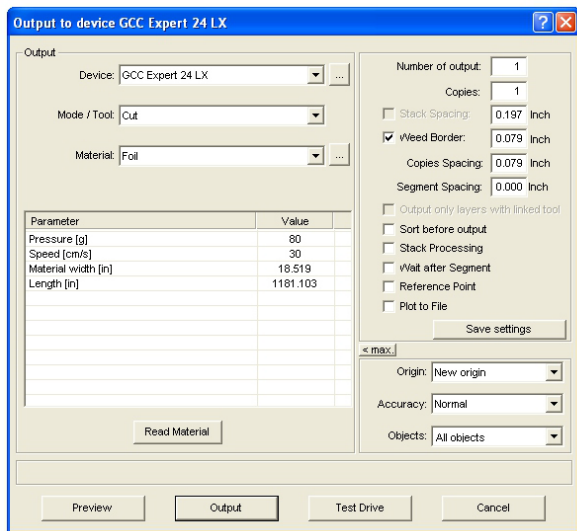 Output to device GCC Expert 24 LX
Output
Device: GCC Expert 24 LX ...
Mode / Tool: Cut
Material: Foil ...
Parameter Value
Pressure [g] 80
Speed [cm/s] 30
Material width [in] 18.519
Length [in] 1181.103
Read Material
Number of output: 1
Copies: 1
Stack Spacing: 0.197 Inch
Weed Border: 0.079 Inch
Copies Spacing: 0.079 Inch
Segment Spacing: 0.000 Inch
Output only layers with linked tool
Sort before output
Stack Processing
Wait after Segment
Reference Point
Plot to File
Save settings
< max.
Origin: New origin
Accuracy: Normal
Objects: All objects
Preview Output Test Drive Cancel